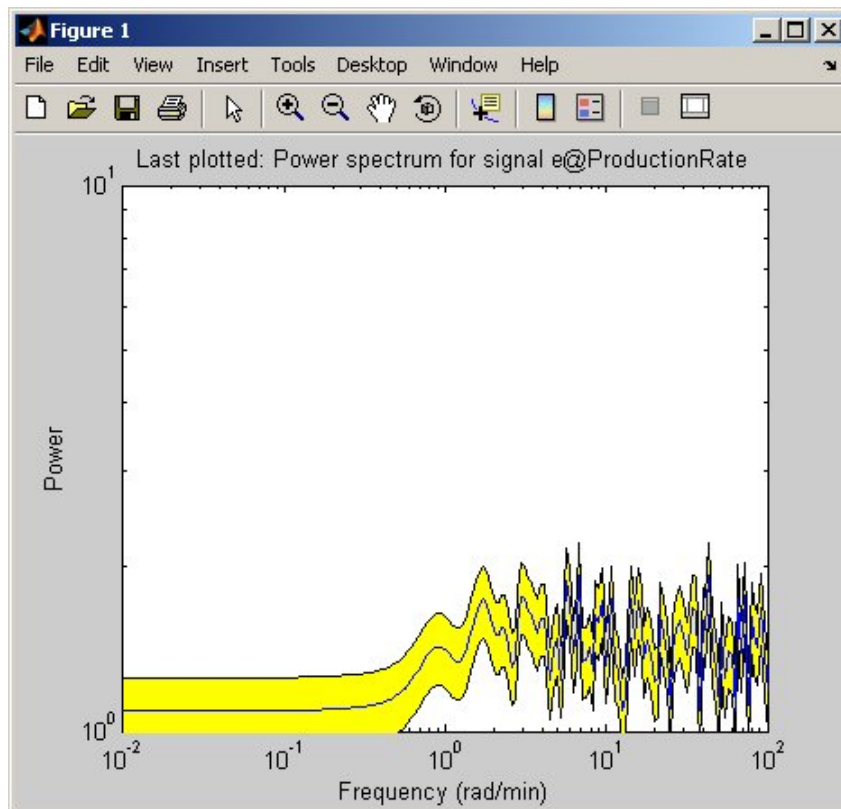 Figure 1
File Edit View Insert Tools Desktop Window Help
Last plotted: Power spectrum for signal e@ProductionRate
10^1
Power
10^0
10^-2 10^-1 10^0 10^1 10^2
Frequency (rad/min)